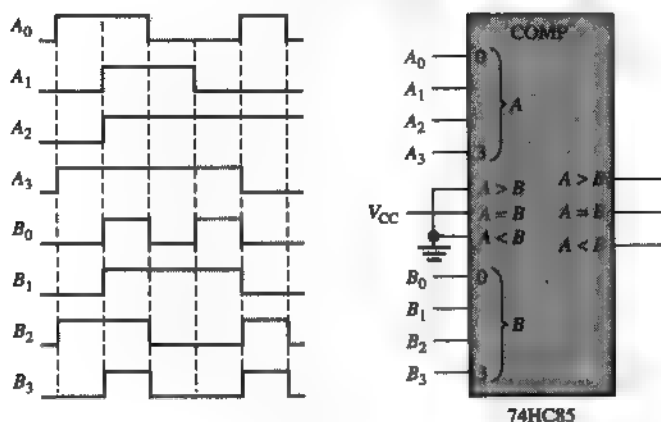 A₀
A₁
A₂
A₃
B₀
B₁
B₂
B₃
COMP
A₀
0
A₁
A
A₂
A₃
3
A > B
A > B
V_CC
A = B
A = B
A < B
A < B
B₀
0
B₁
B
B₂
B₃
3
74HC85